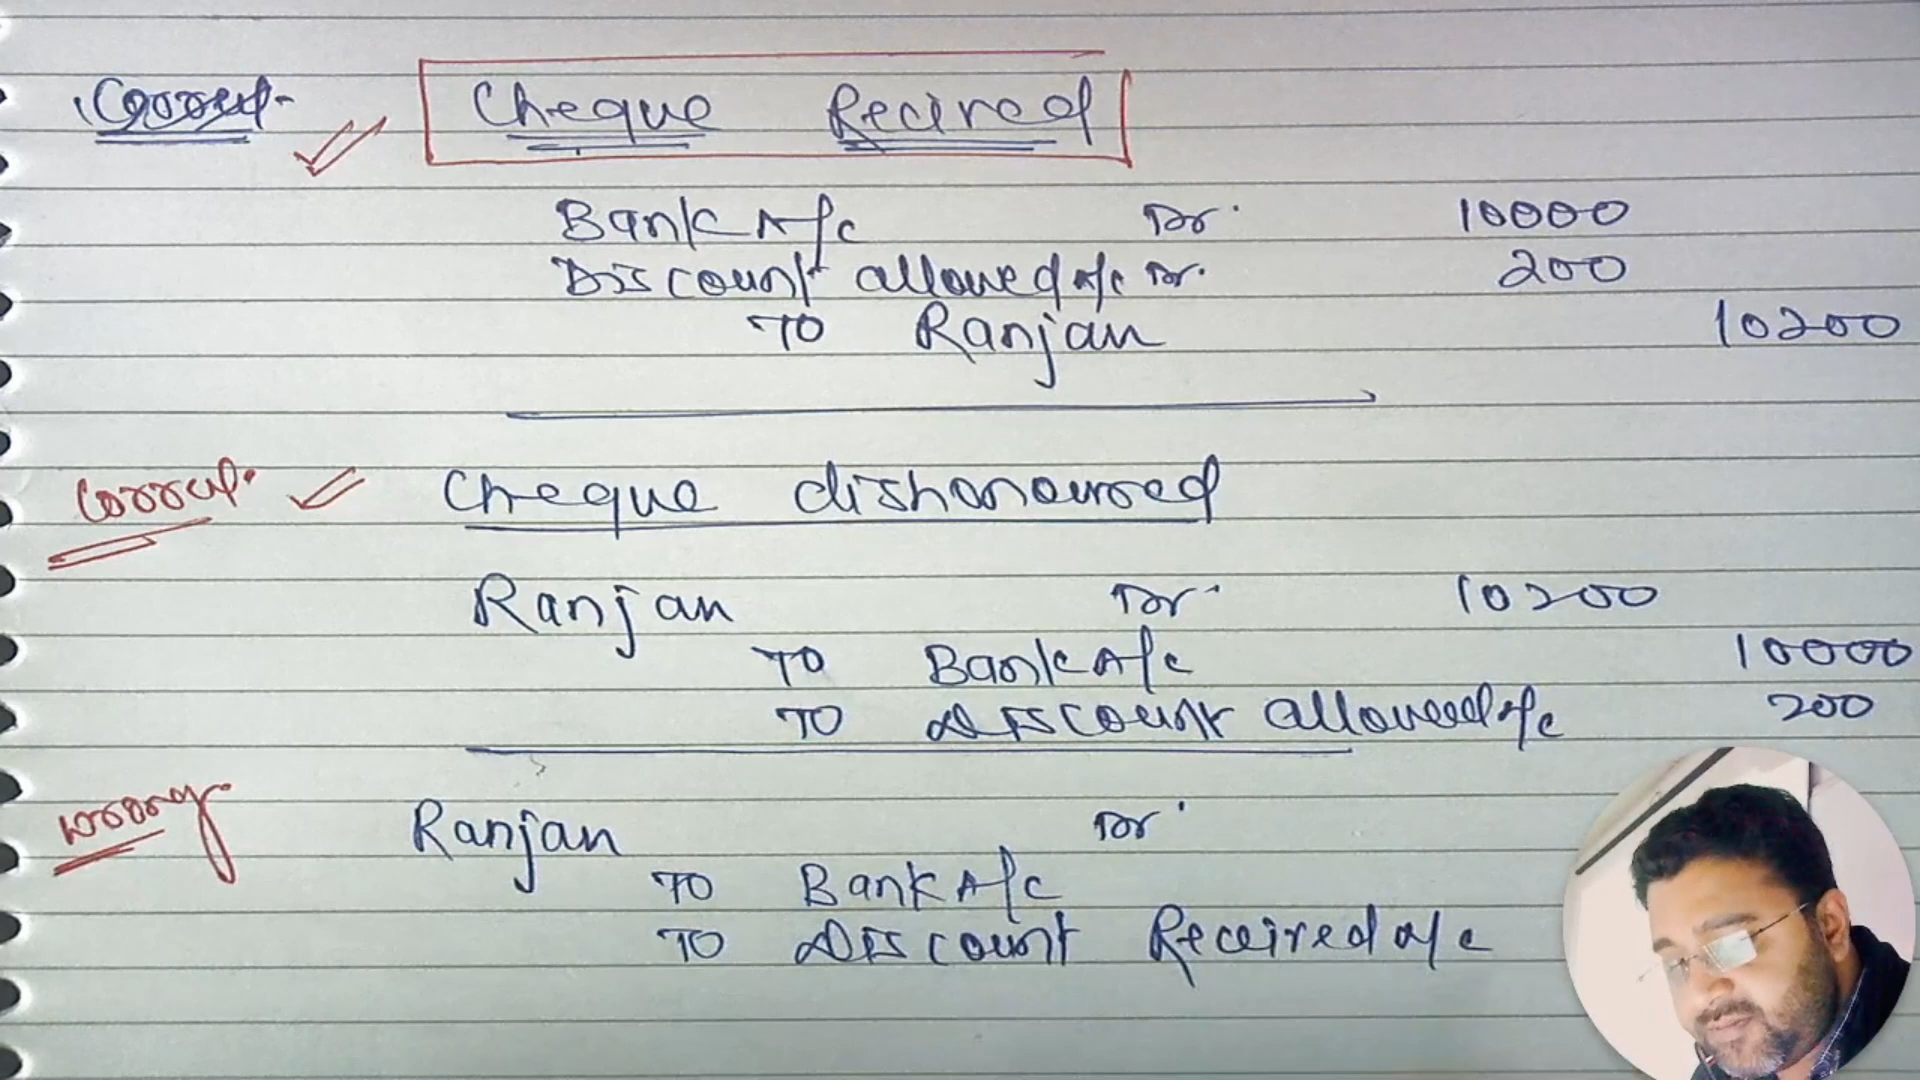 Correct. Cheque Recived
Bank A/c Dr. 10000
Discount allowed A/c Dr. 200
To Ranjan 10200
Correct. Cheque dishonoured
Ranjan Dr. 10200
To Bank A/c 10000
To Discount allowed A/c 200
Wrong Ranjan Dr.
To Bank A/c
To Discount Received A/c